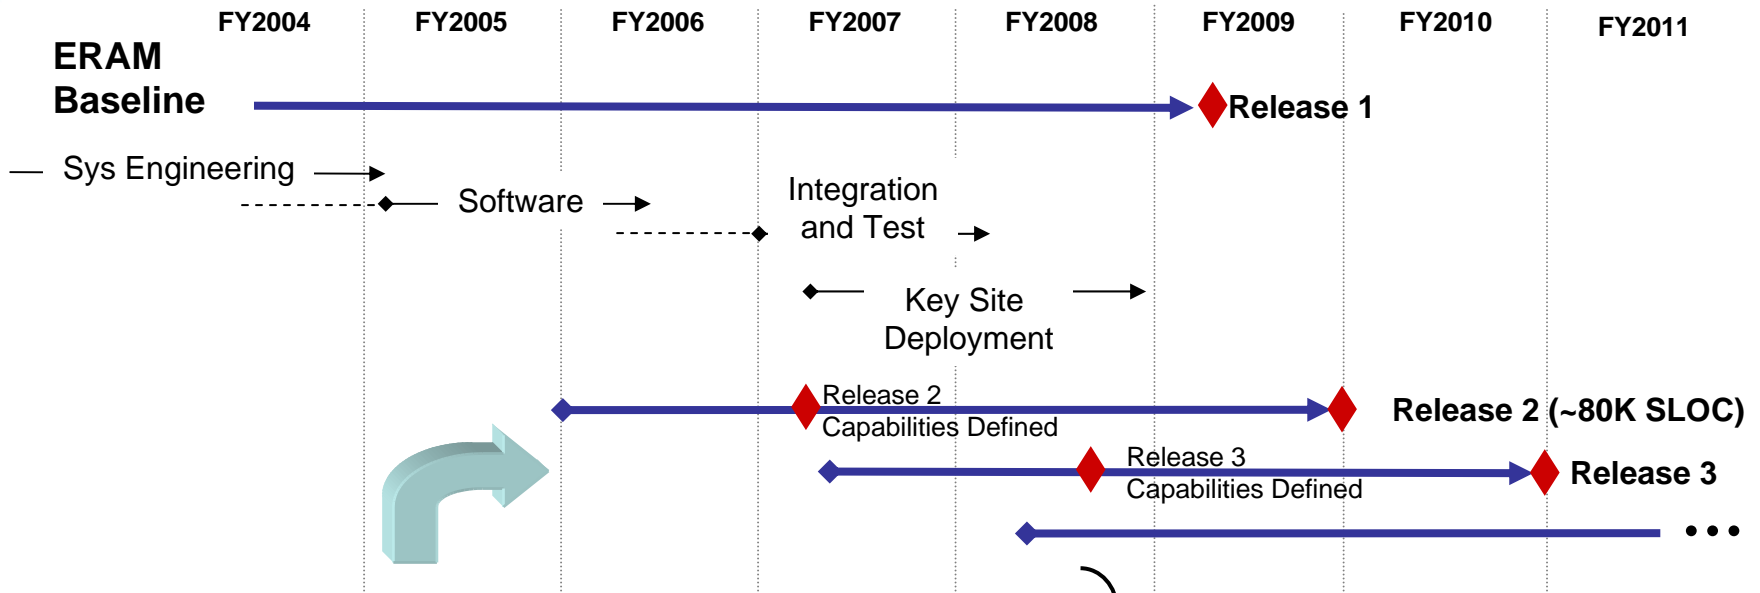 FY2004 FY2005 FY2006 FY2007 FY2008 FY2009 FY2010 FY2011
ERAM
Baseline
Release 1
Sys Engineering
Software
Integration
and Test
Key Site
Deployment
Release 2
Capabilities Defined
Release 2 (~80K SLOC)
Release 3
Capabilities Defined
Release 3
•••